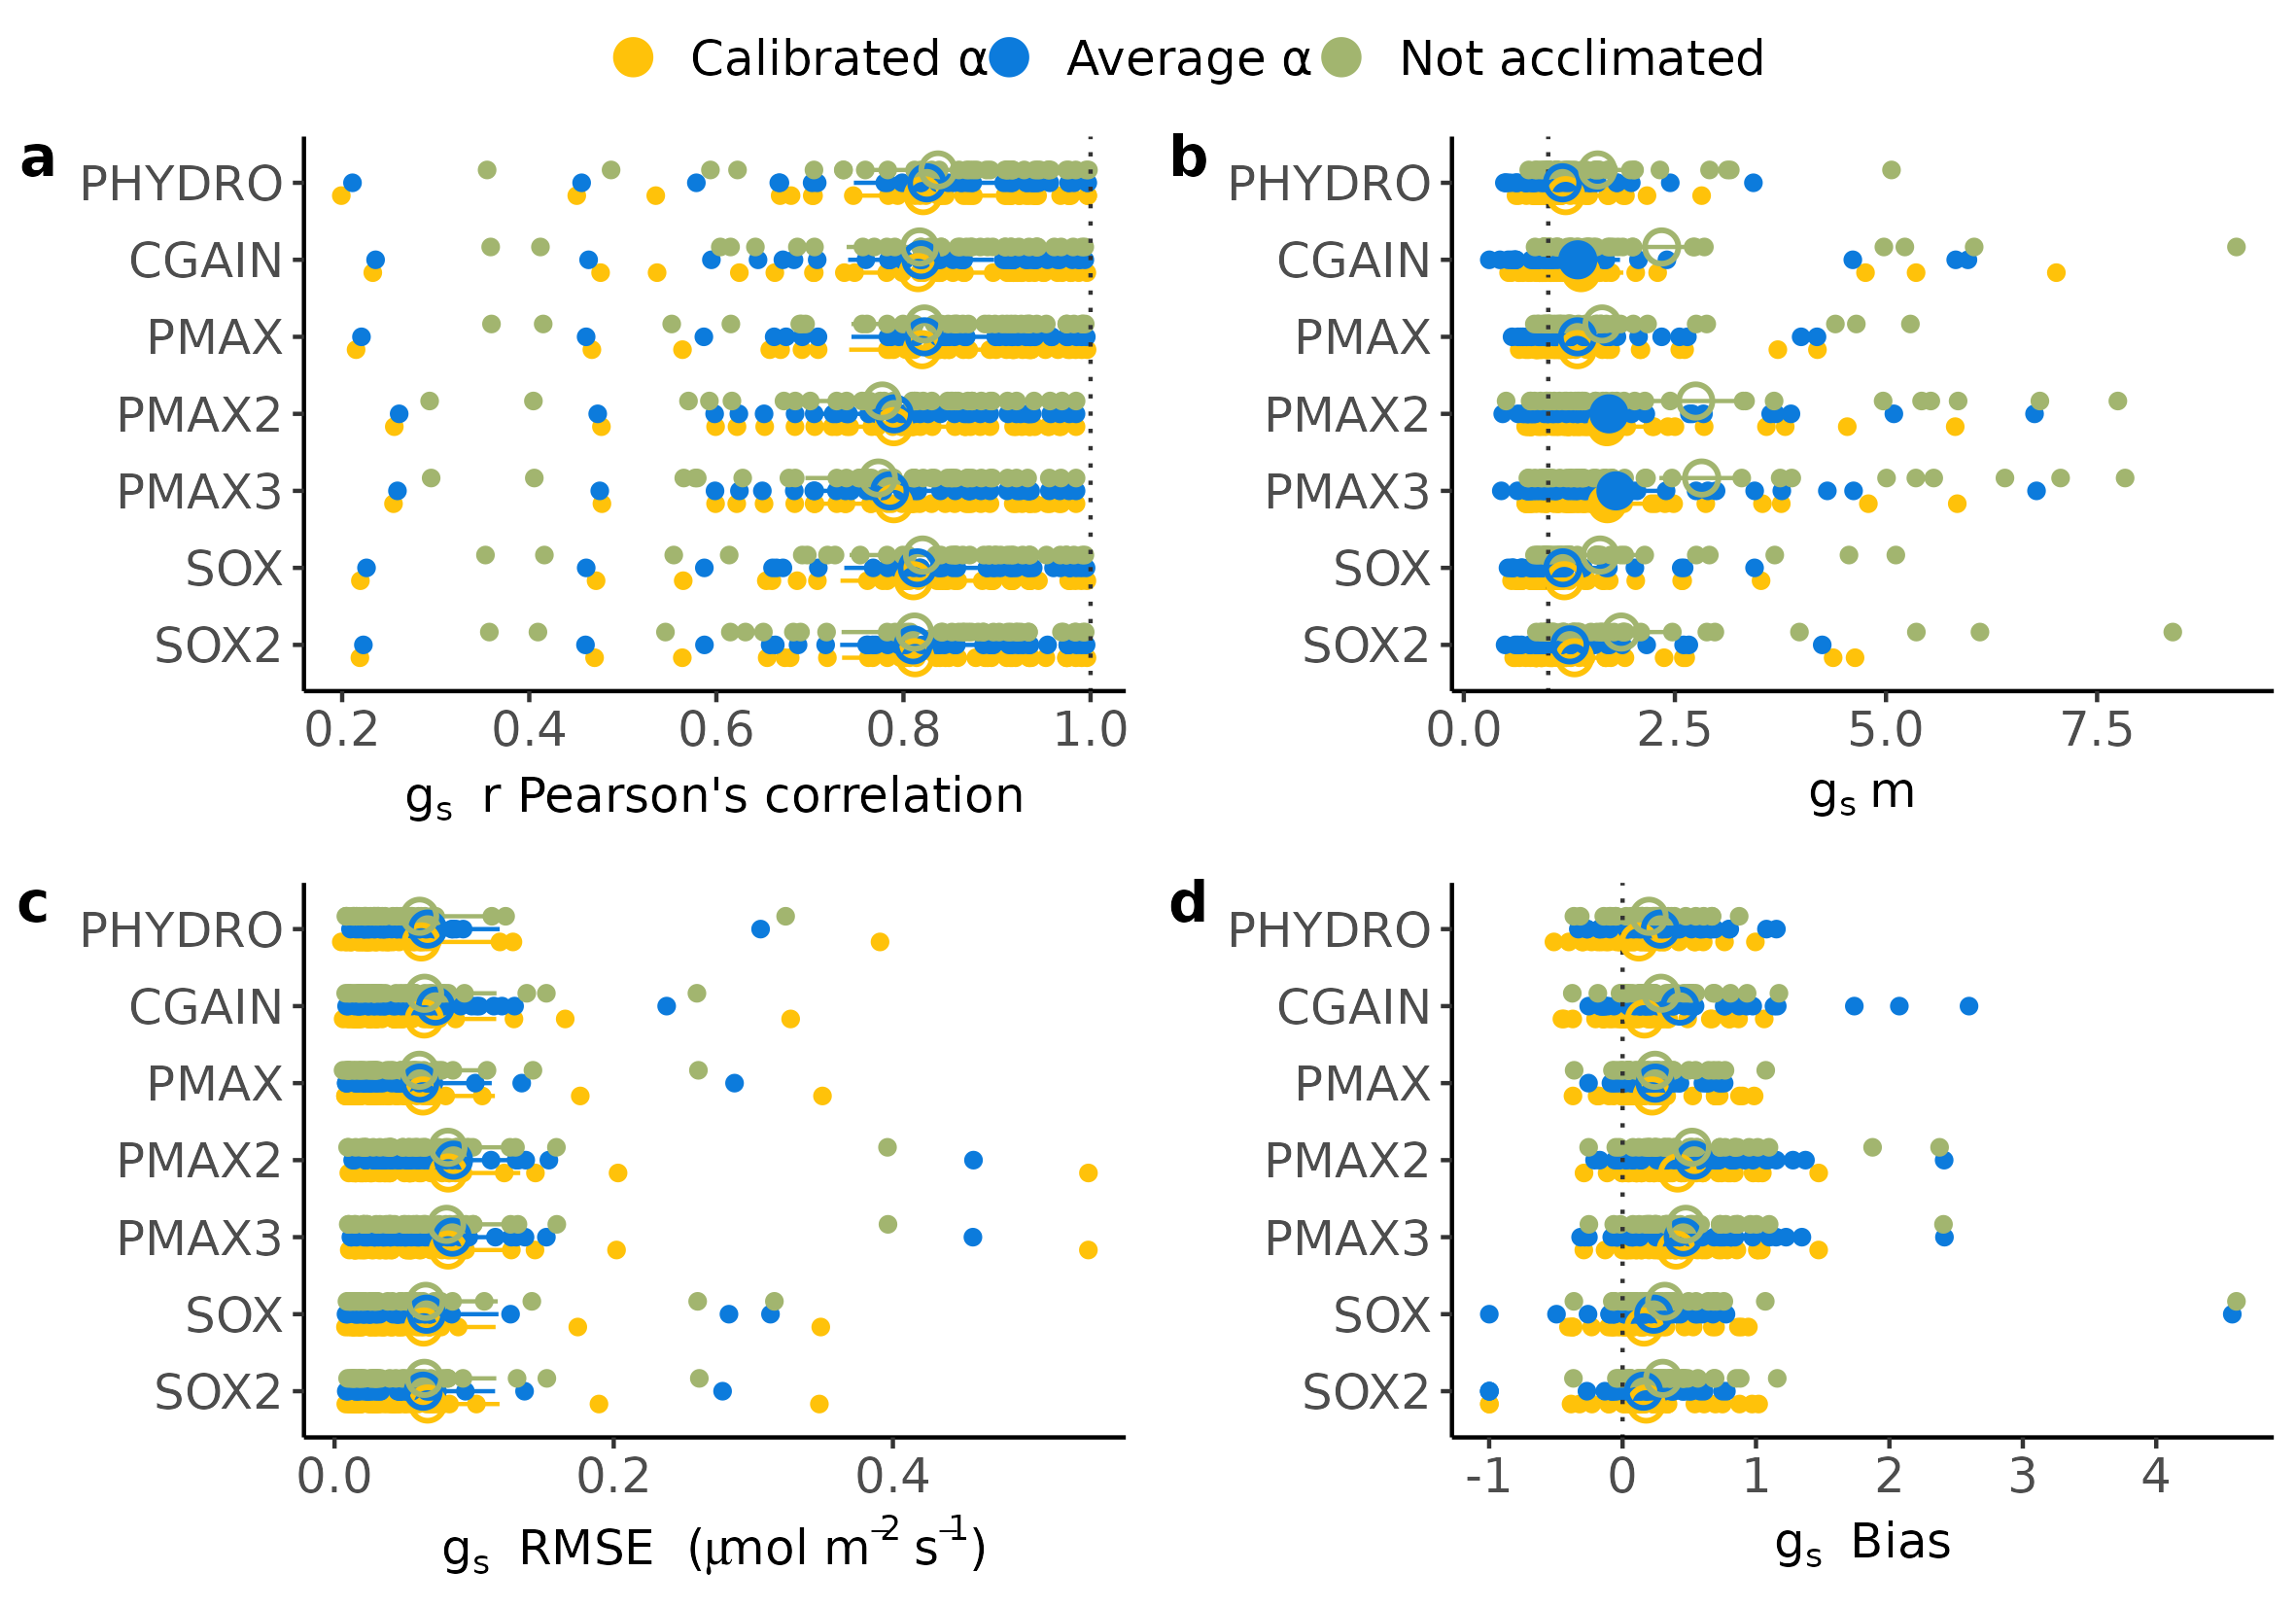 Calibrated α Average α Not acclimated
a
PHYDRO
CGAIN
PMAX
PMAX2
PMAX3
SOX
SOX2
0.2 0.4 0.6 0.8 1.0
gs r Pearson's correlation
b
PHYDRO
CGAIN
PMAX
PMAX2
PMAX3
SOX
SOX2
0.0 2.5 5.0 7.5
gs m
c
PHYDRO
CGAIN
PMAX
PMAX2
PMAX3
SOX
SOX2
0.0 0.2 0.4
gs RMSE (μmol m−2 s−1)
d
PHYDRO
CGAIN
PMAX
PMAX2
PMAX3
SOX
SOX2
-1 0 1 2 3 4
gs Bias